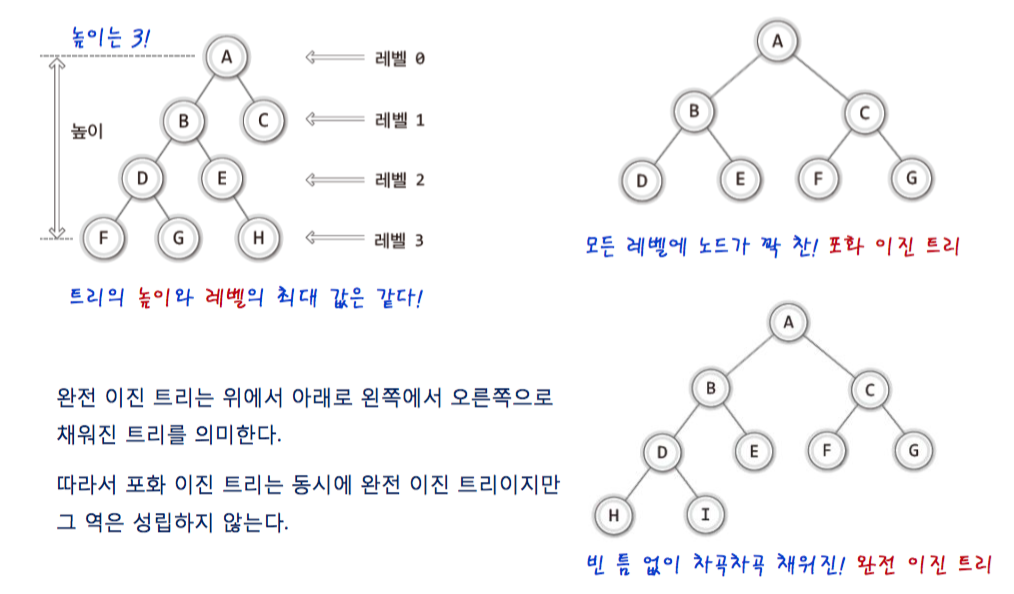 높이는 3!
A
레벨 0
높이
B
C
레벨 1
D
E
레벨 2
F
G
H
레벨 3
트리의 높이와 레벨의 최대 값은 같다!
완전 이진 트리는 위에서 아래로 왼쪽에서 오른쪽으로
채워진 트리를 의미한다.
따라서 포화 이진 트리는 동시에 완전 이진 트리이지만
그 역은 성립하지 않는다.
A
B
C
D
E
F
G
모든 레벨에 노드가 꽉 찬! 포화 이진 트리
A
B
C
D
E
F
G
H
I
빈 틈 없이 차곡차곡 채워진! 완전 이진 트리